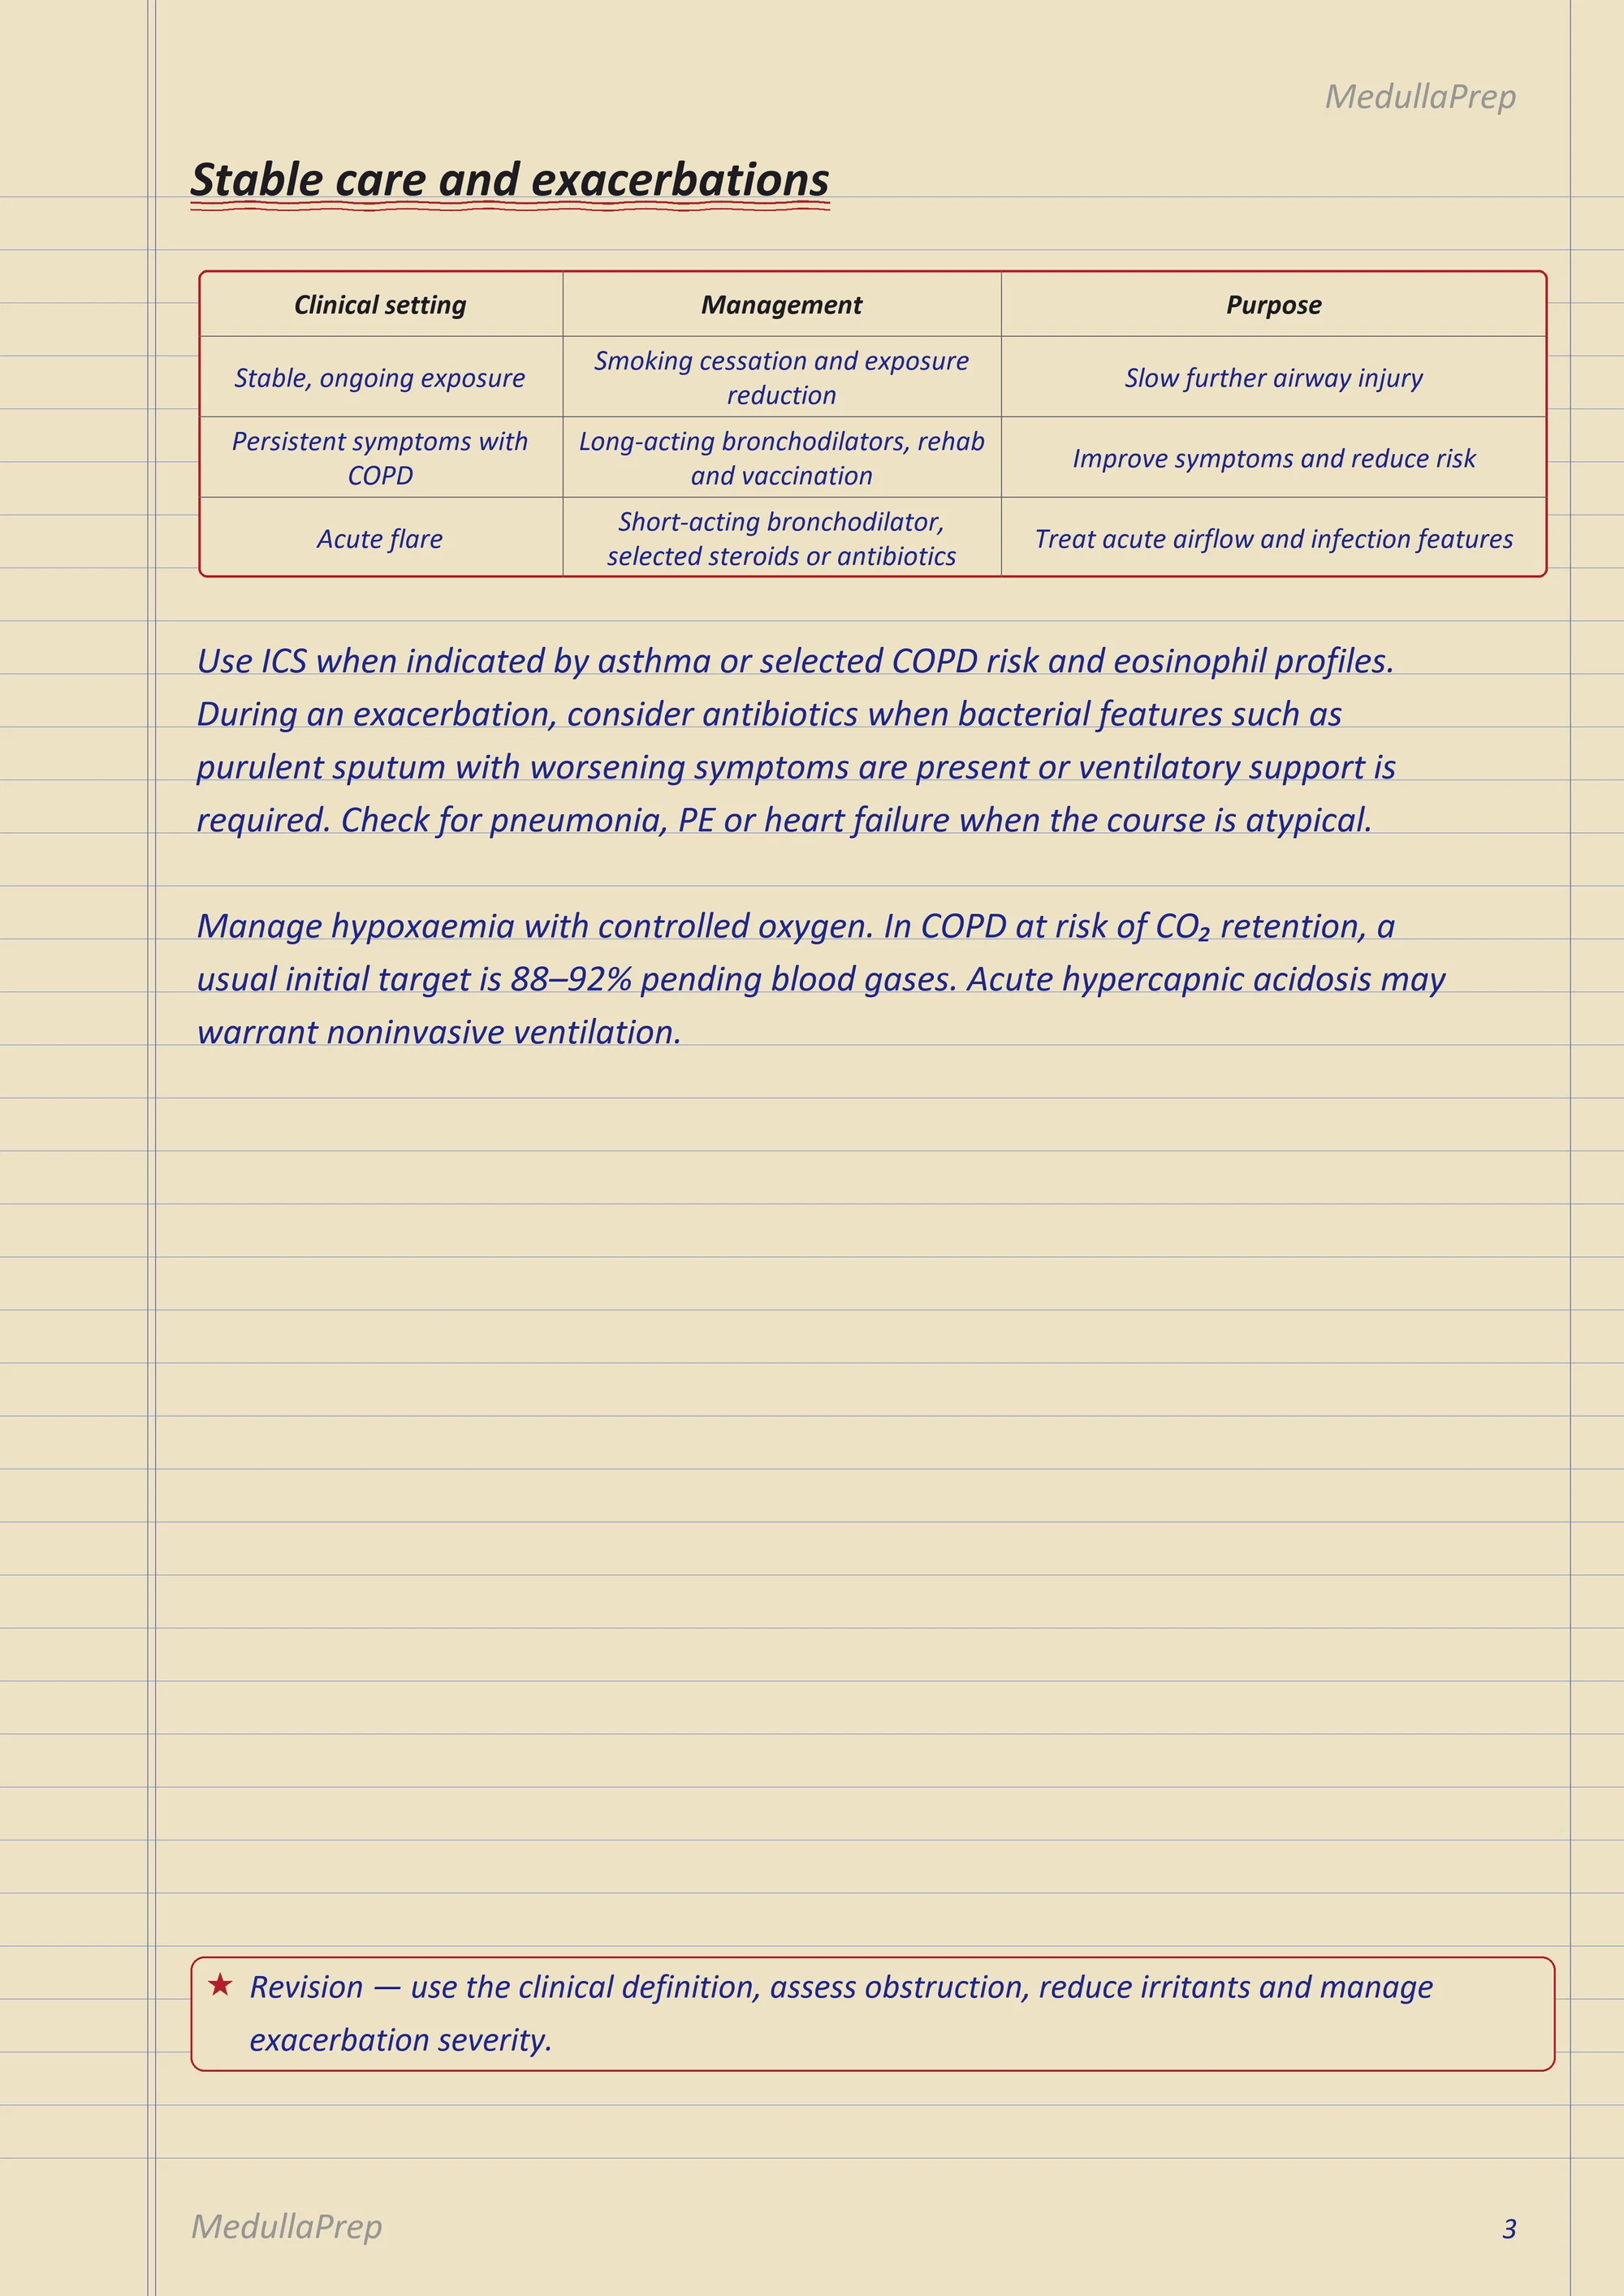 MedullaPrep
Stable care and exacerbations
Clinical setting
Management
Purpose
Stable, ongoing exposure
Smoking cessation and exposure
reduction
Slow further airway injury
Persistent symptoms with
COPD
Long-acting bronchodilators, rehab
and vaccination
Improve symptoms and reduce risk
Acute flare
Short-acting bronchodilator,
selected steroids or antibiotics
Treat acute airflow and infection features
Use ICS when indicated by asthma or selected COPD risk and eosinophil profiles.
During an exacerbation, consider antibiotics when bacterial features such as
purulent sputum with worsening symptoms are present or ventilatory support is
required. Check for pneumonia, PE or heart failure when the course is atypical.
Manage hypoxaemia with controlled oxygen. In COPD at risk of CO₂ retention, a
usual initial target is 88–92% pending blood gases. Acute hypercapnic acidosis may
warrant noninvasive ventilation.
★ Revision — use the clinical definition, assess obstruction, reduce irritants and manage
exacerbation severity.
MedullaPrep
3